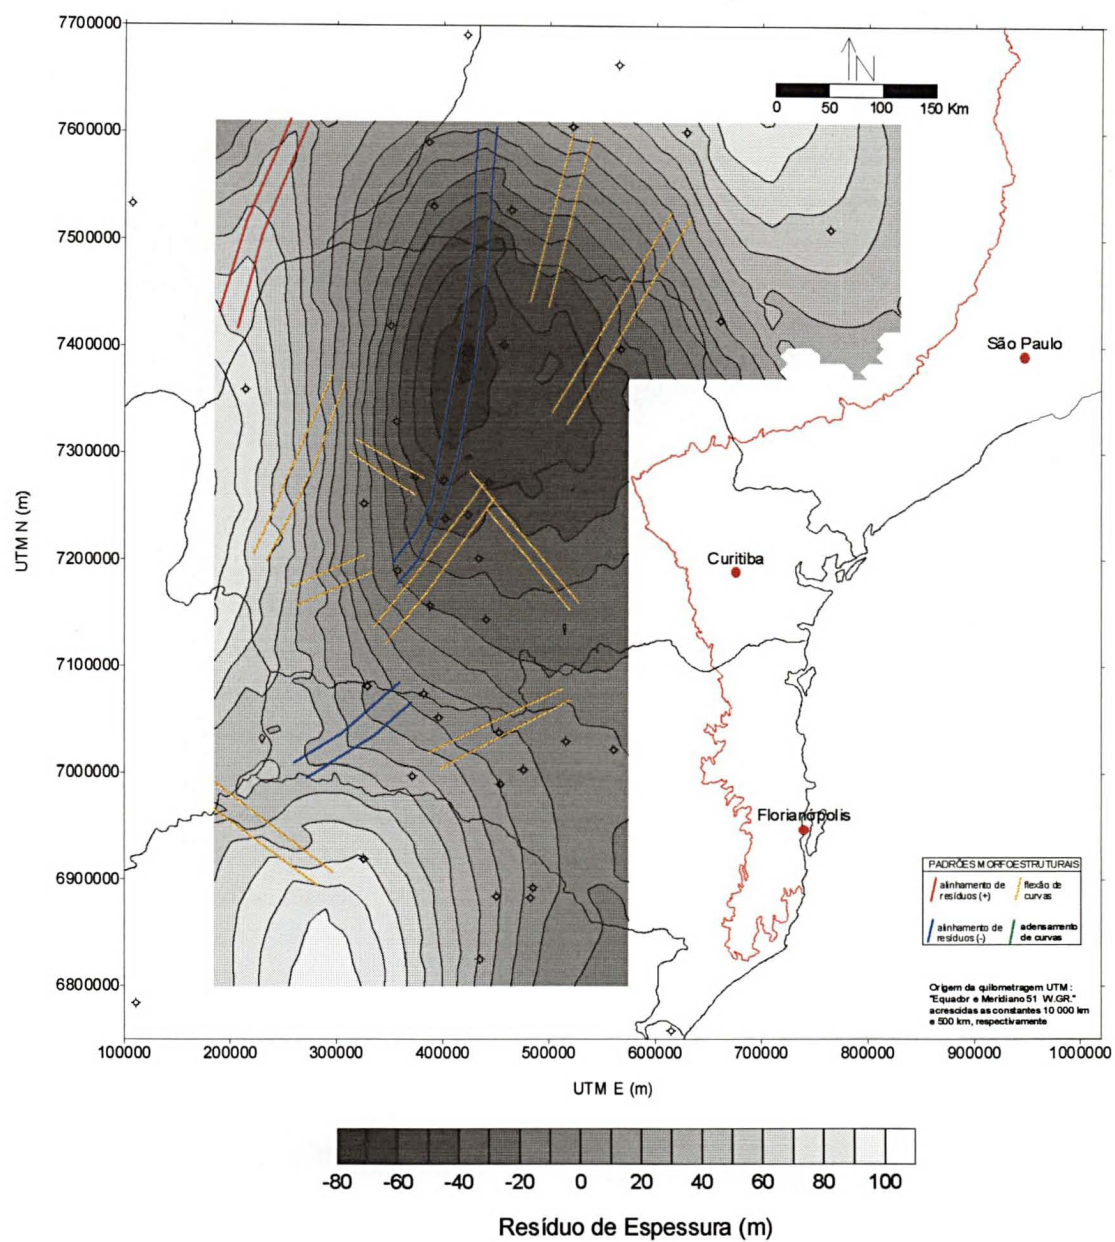 7700000
7600000
7500000
7400000
7300000
7200000
7100000
7000000
6900000
6800000
UTM N (m)
N
0 50 100 150 Km
São Paulo
Curitiba
Florianópolis
PADRÕES MORFOESTRUTURAIS
alinhamento de
resíduos (+)
flexão de
curvas
alinhamento de
resíduos (-)
adensamento
de curvas
Origem da quilometragem UTM :
"Equador e Meridiano 51 W.GR."
acrescidas as constantes 10 000 km
e 500 km, respectivamente
100000 200000 300000 400000 500000 600000 700000 800000 900000 1000000
UTM E (m)
-80 -60 -40 -20 0 20 40 60 80 100
Resíduo de Espessura (m)